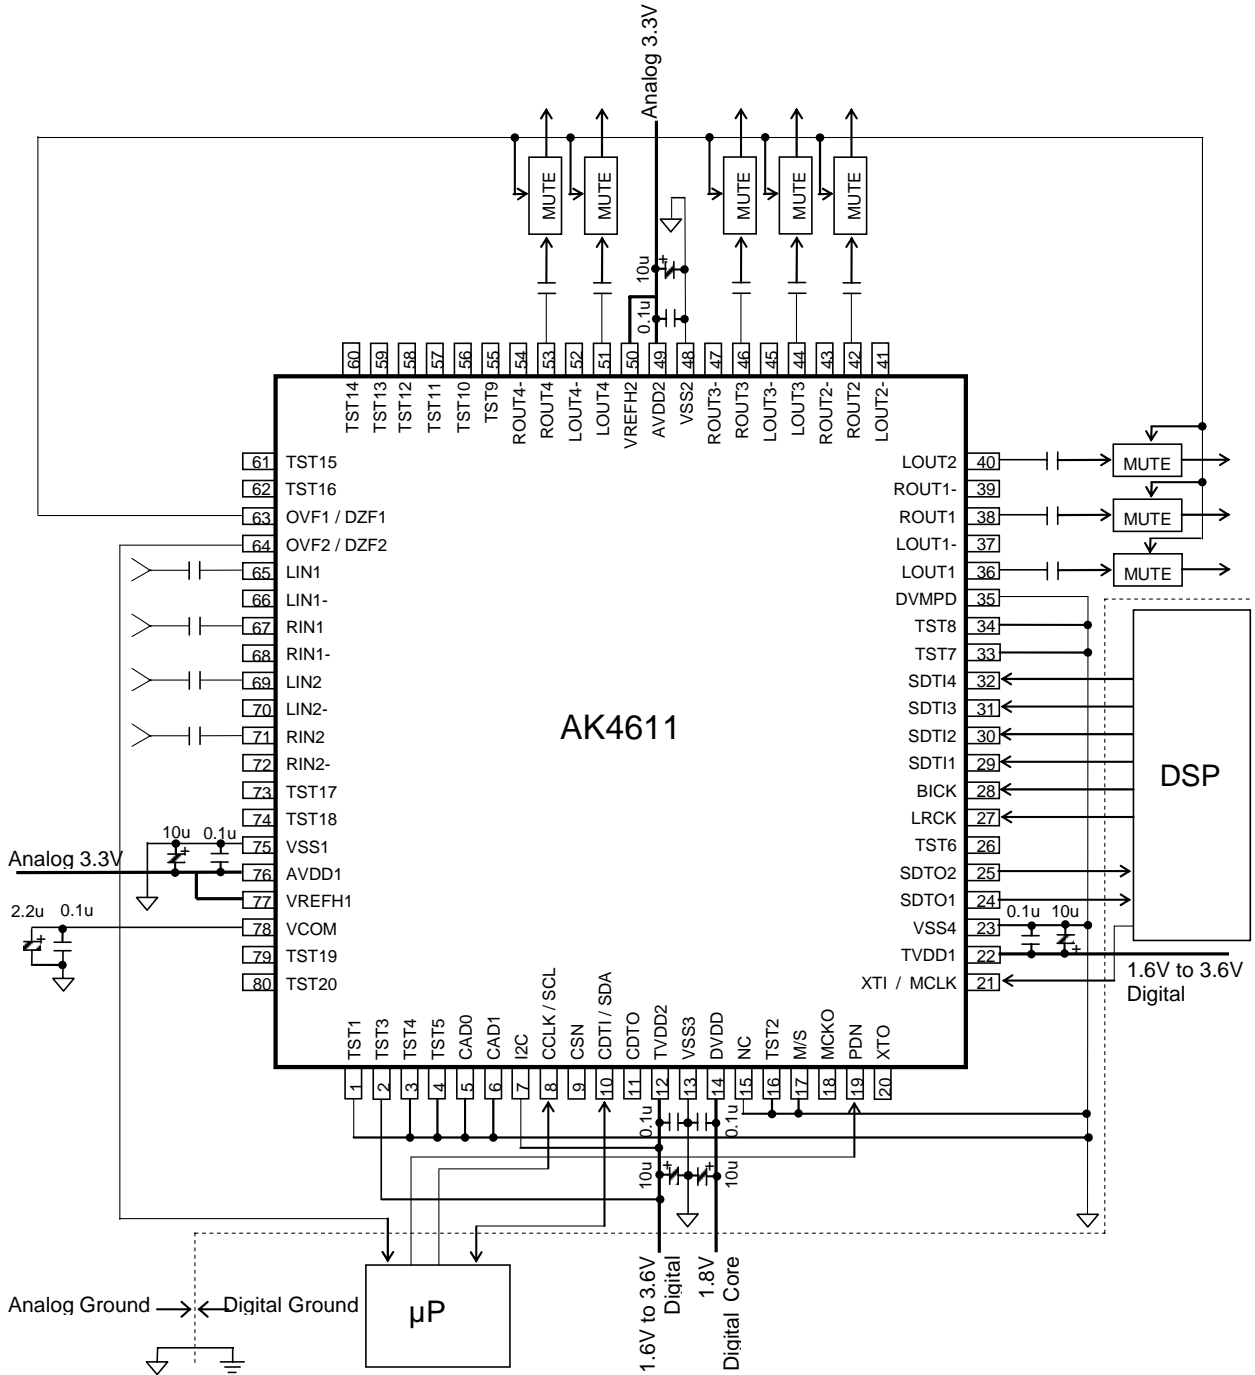 Analog 3.3V
MUTE
MUTE
MUTE
MUTE
MUTE
10u
+
0.1u
60
59
58
57
56
55
54
53
52
51
50
49
48
47
46
45
44
43
42
41
TST14
TST13
TST12
TST11
TST10
TST9
ROUT4-
ROUT4
LOUT4-
LOUT4
VREFH2
AVDD2
VSS2
ROUT3-
ROUT3
LOUT3-
LOUT3
ROUT2-
ROUT2
LOUT2-
61 TST15
62 TST16
63 OVF1 / DZF1
64 OVF2 / DZF2
65 LIN1
66 LIN1-
67 RIN1
68 RIN1-
69 LIN2
70 LIN2-
71 RIN2
72 RIN2-
73 TST17
74 TST18
75 VSS1
76 AVDD1
77 VREFH1
78 VCOM
79 TST19
80 TST20
10u
0.1u
+
Analog 3.3V
2.2u
0.1u
+
AK4611
LOUT2 40
MUTE
ROUT1- 39
ROUT1 38
MUTE
LOUT1- 37
LOUT1 36
MUTE
DVMPD 35
TST8 34
TST7 33
SDTI4 32
SDTI3 31
SDTI2 30
SDTI1 29
BICK 28
LRCK 27
TST6 26
SDTO2 25
SDTO1 24
VSS4 23
TVDD1 22
XTI / MCLK 21
DSP
0.1u
10u
+
1.6V to 3.6V
Digital
TST1
TST3
TST4
TST5
CAD0
CAD1
I2C
CCLK / SCL
CSN
CDTI / SDA
CDTO
TVDD2
VSS3
DVDD
NC
TST2
M/S
MCKO
PDN
XTO
1
2
3
4
5
6
7
8
9
10
11
12
13
14
15
16
17
18
19
20
0.1u
0.1u
10u
+
+
10u
1.6V to 3.6V
Digital
1.8V
Digital Core
µP
Analog Ground
Digital Ground